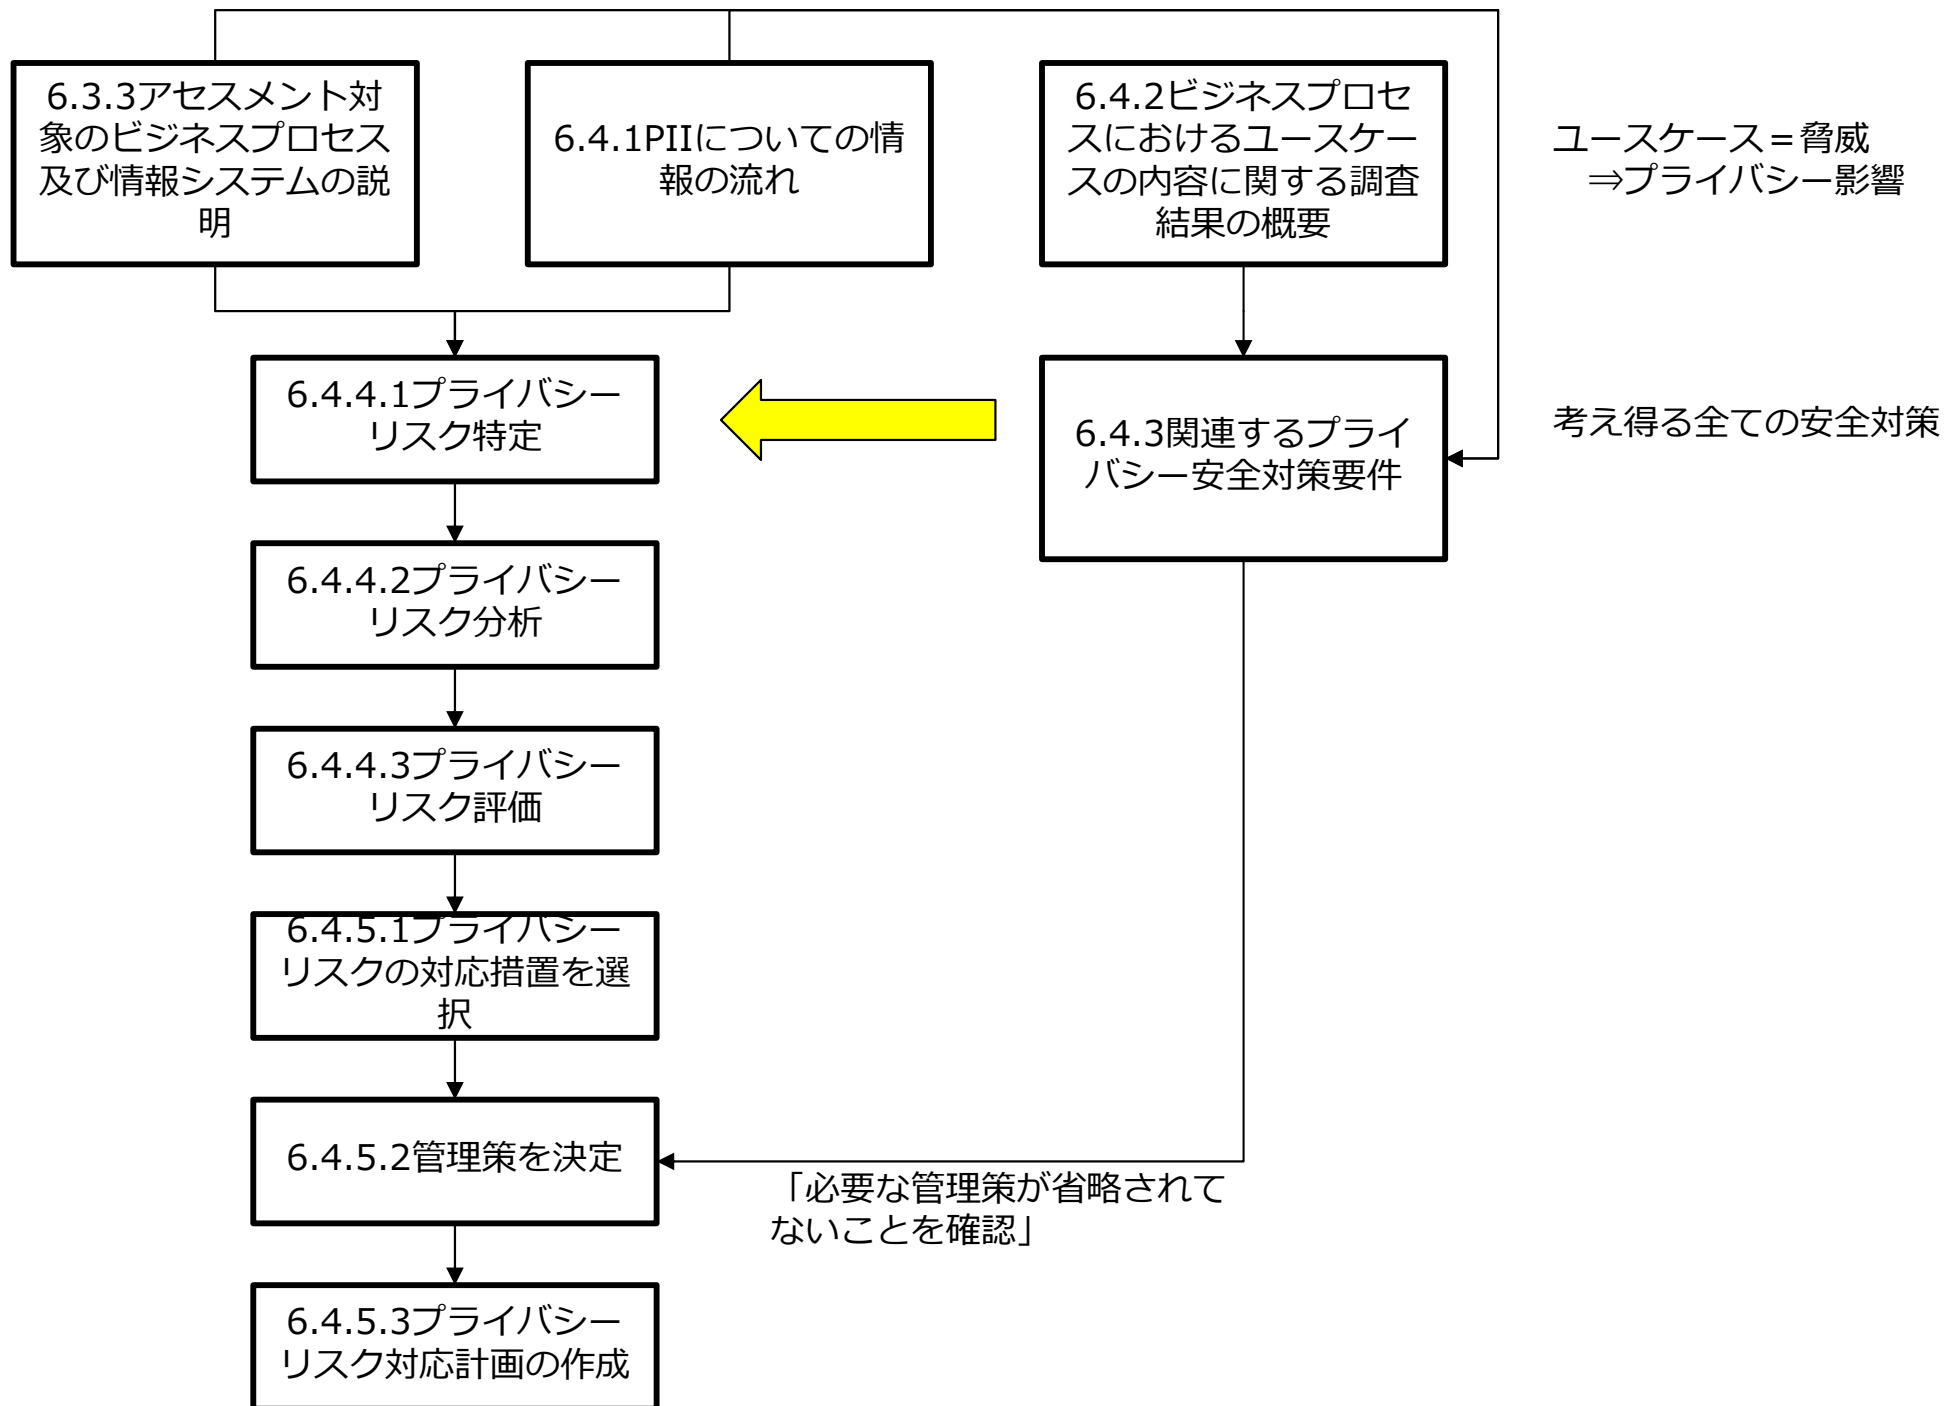 6.3.3アセスメント対
象のビジネスプロセス
及び情報システムの説
明
6.4.1PIIについての情
報の流れ
6.4.2ビジネスプロセ
スにおけるユースケー
スの内容に関する調査
結果の概要
ユースケース＝脅威
⇒プライバシー影響
6.4.4.1プライバシー
リスク特定
6.4.3関連するプライ
バシー安全対策要件
考え得る全ての安全対策
6.4.4.2プライバシー
リスク分析
6.4.4.3プライバシー
リスク評価
6.4.5.1プライバシー
リスクの対応措置を選
択
6.4.5.2管理策を決定
「必要な管理策が省略されて
ないことを確認」
6.4.5.3プライバシー
リスク対応計画の作成